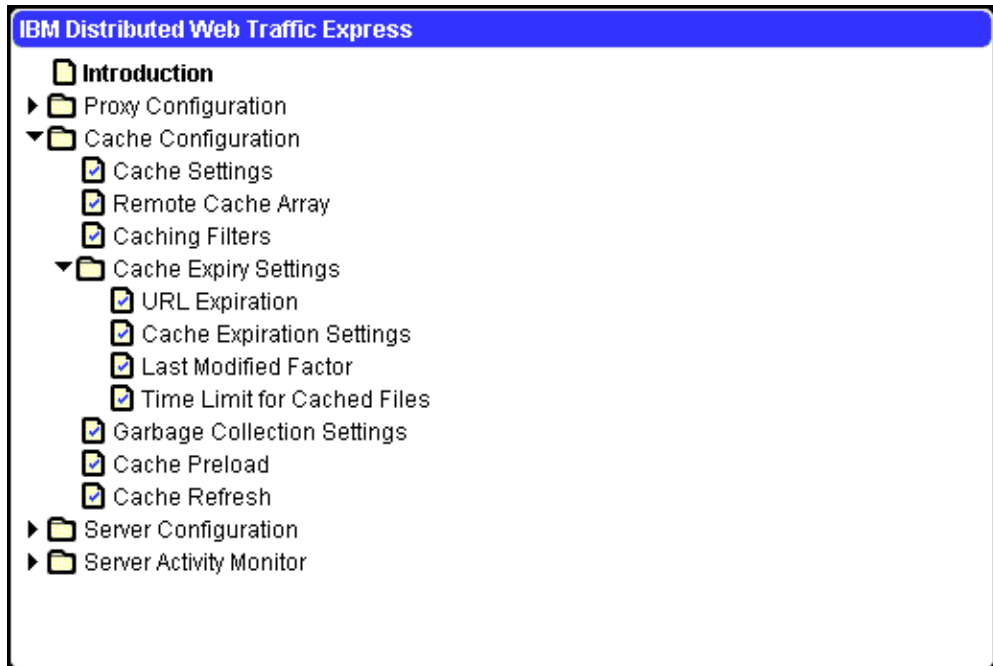 IBM Distributed Web Traffic Express
Introduction
Proxy Configuration
Cache Configuration
Cache Settings
Remote Cache Array
Caching Filters
Cache Expiry Settings
URL Expiration
Cache Expiration Settings
Last Modified Factor
Time Limit for Cached Files
Garbage Collection Settings
Cache Preload
Cache Refresh
Server Configuration
Server Activity Monitor